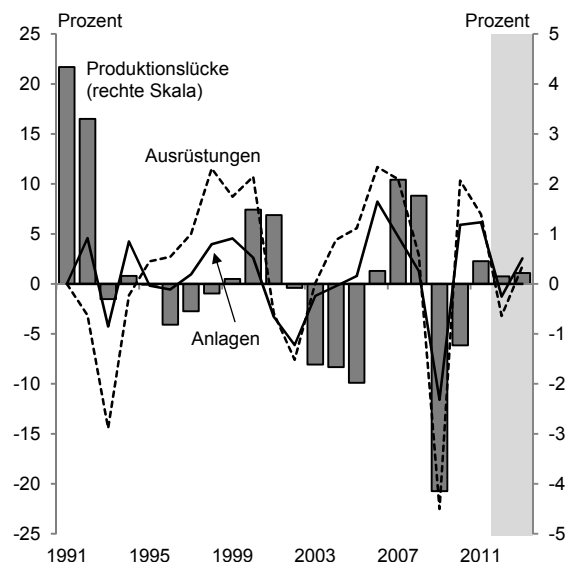 Prozent Prozent
25 5
20 4
15 3
10 2
5 1
0 0
-5 -1
-10 -2
-15 -3
-20 -4
-25 -5
Produktionslücke
(rechte Skala)
Ausrüstungen
Anlagen
1991 1995 1999 2003 2007 2011